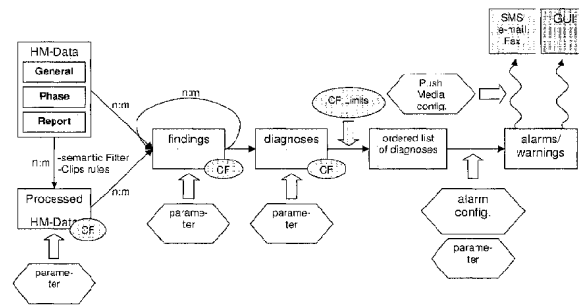 HM-Data
General
Phase
Report
n:m
n:m
-semantic Filter
-Clips rules
n:m
Processed
HM-Data
CF
parame-
ter
n:m
findings
CF
parame-
ter
diagnoses
CF
parame-
ter
CF Limits
ordered list
of diagnoses
Push
Media
config.
SMS
e-mail
Fax
GUI
alarms/
warnings
alarm
config.
parame-
ter